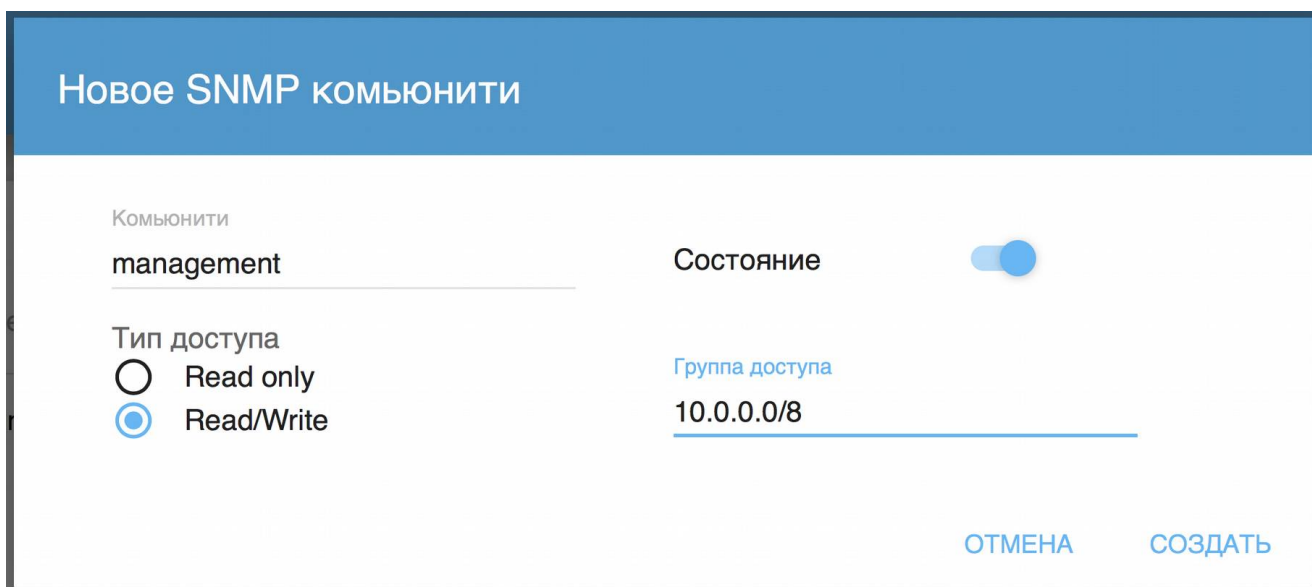 Новое SNMP комьюнити
Комьюнити
management
Состояние
Тип доступа
Read only
Read/Write
Группа доступа
10.0.0.0/8
ОТМЕНА
СОЗДАТЬ